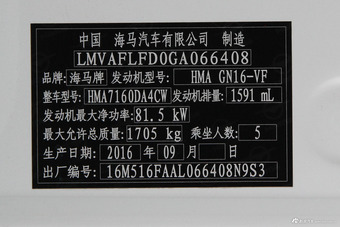 中国 海马汽车有限公司 制造
LMVAFLFD0GA066408
品牌 海马牌 发动机型号 HMA GN16-VF
整车型号 HMA7160DA4CW 发动机排量 1591 mL
发动机最大净功率 81.5 kW
最大允许总质量 1705 kg 乘坐人数 5
生产日期 2016 年 09 月 日
出厂编号 16M516FAAL066408N9S3